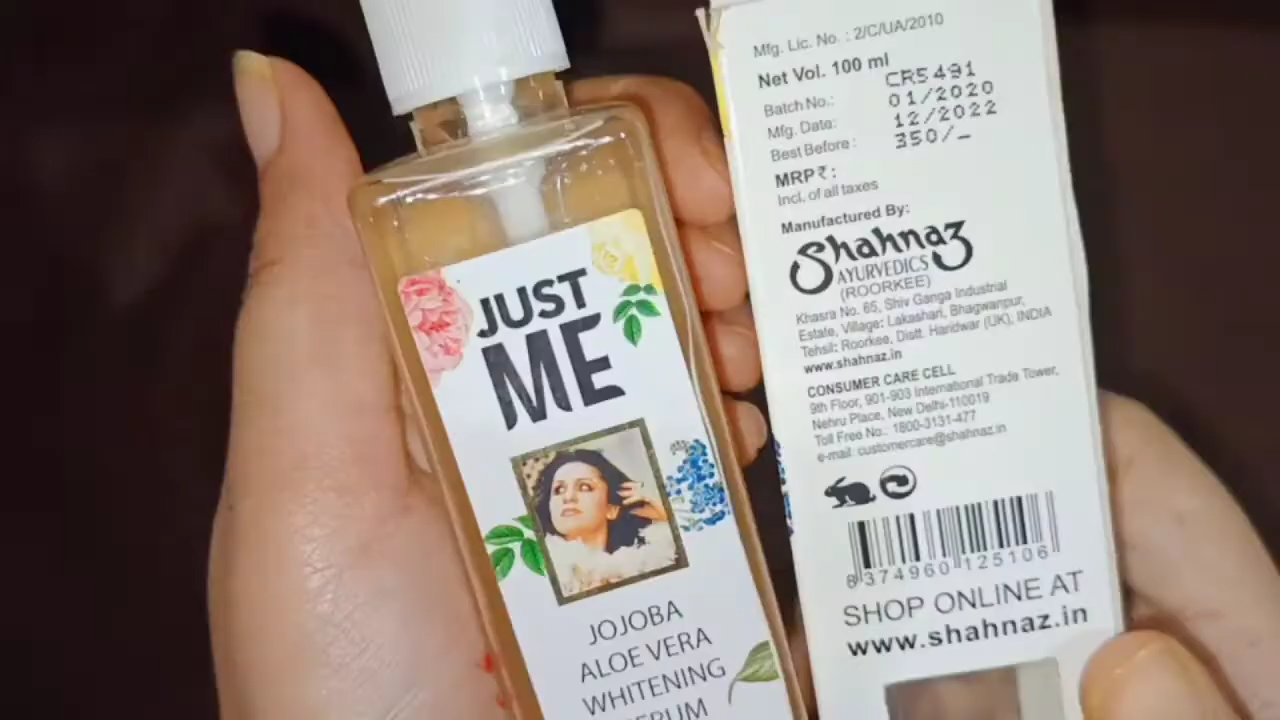 JUST
ME
JOJOBA
ALOE VERA
WHITENING
SERUM
Mfg. Lic. No. : 2/C/UA/2010
Net Vol. 100 ml
Batch No.: CR5491
Mfg. Date: 01/2020
Best Before : 12/2022
MRP₹: 350/-
Incl. of all taxes
Manufactured By:
Shahnaz
AYURVEDICS
(ROORKEE)
Khasra No. 65, Shiv Ganga Industrial
Estate, Village: Lakashari, Bhagwanpur,
Tehsil: Roorkee, Distt. Haridwar (UK), INDIA
www.shahnaz.in
CONSUMER CARE CELL
9th Floor, 901-903 International Trade Tower,
Nehru Place, New Delhi-110019
Toll Free No.: 1800-3131-477
e-mail: customercare@shahnaz.in
8 374960 125106
SHOP ONLINE AT
www.shahnaz.in